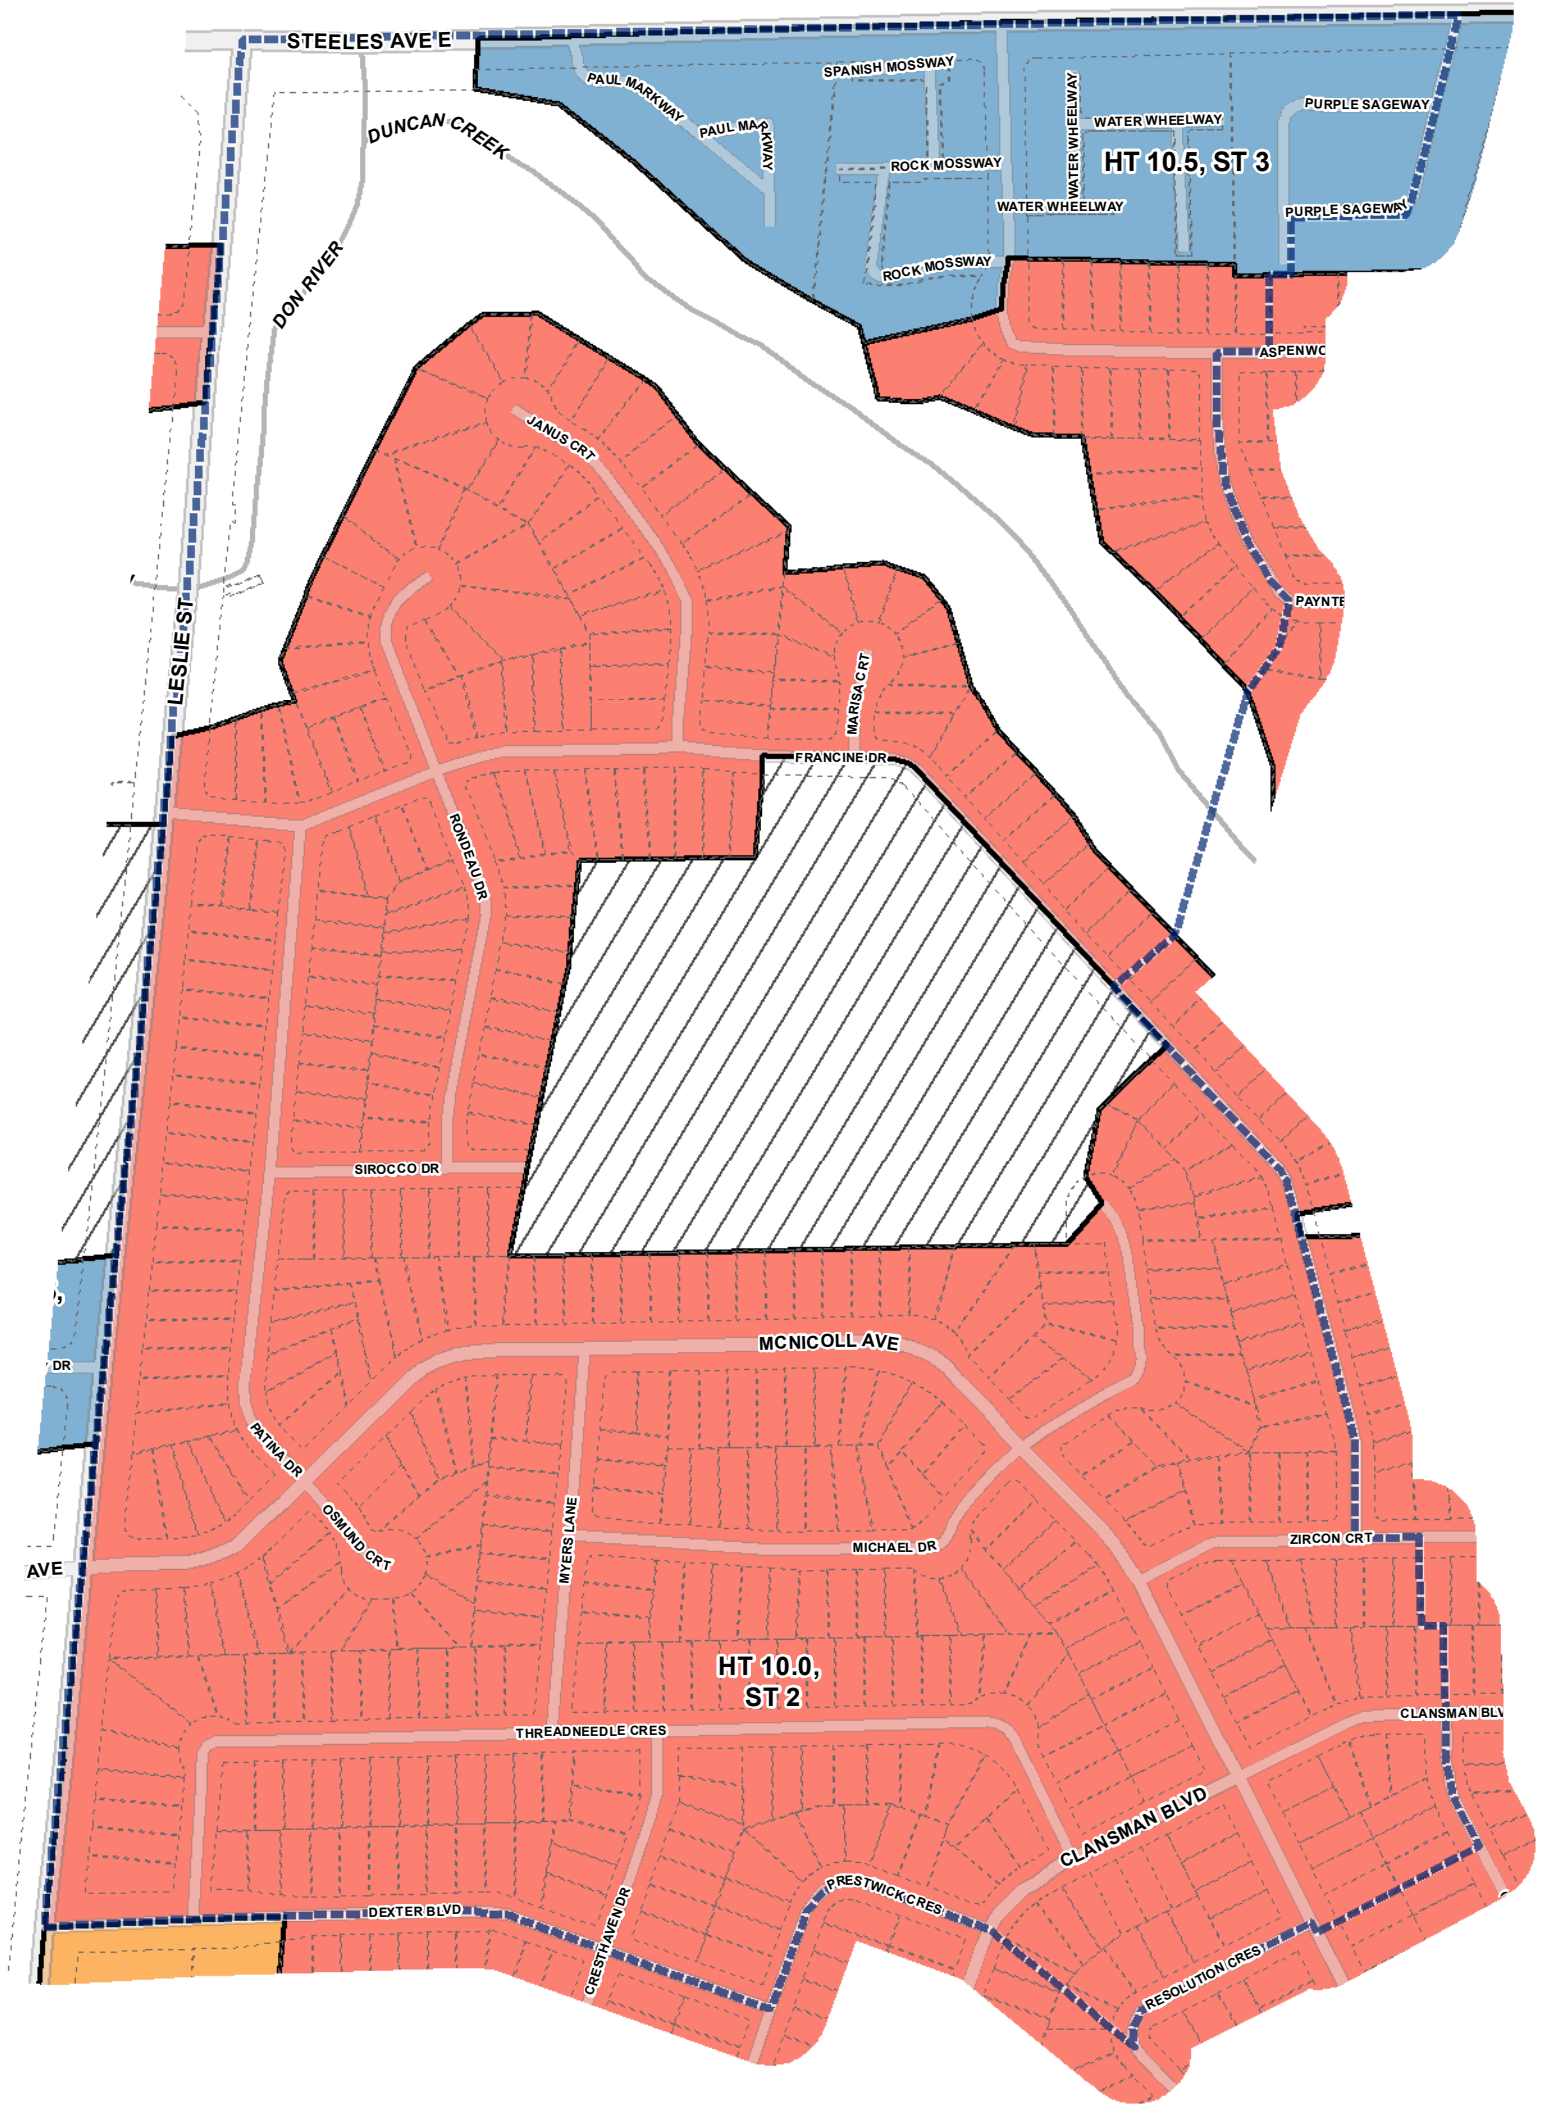 STEELES AVE E
SPANISH MOSSWAY
PAUL MARKWAY
PURPLE SAGEWAY
WATER WHEELWAY
WATER WHEELWAY
DUNCAN CREEK
PAUL MARKWAY
ROCK MOSSWAY
HT 10.5, ST 3
WATER WHEELWAY
PURPLE SAGEWAY
ROCK MOSSWAY
DON RIVER
ASPENWO
JANUS CRT
PAYNTE
LESLIE ST
MARISA CRT
FRANCINE DR
RONDEAU DR
SIROCCO DR
MCNICOLL AVE
DR
PATINA DR
OSMUND CRT
MYERS LANE
MICHAEL DR
ZIRCON CRT
AVE
HT 10.0,
ST 2
CLANSMAN BLV
THREADNEEDLE CRES
CLANSMAN BLVD
PRESTWICK CRES
DEXTER BLVD
CRESTHAVEN DR
RESOLUTION CRES